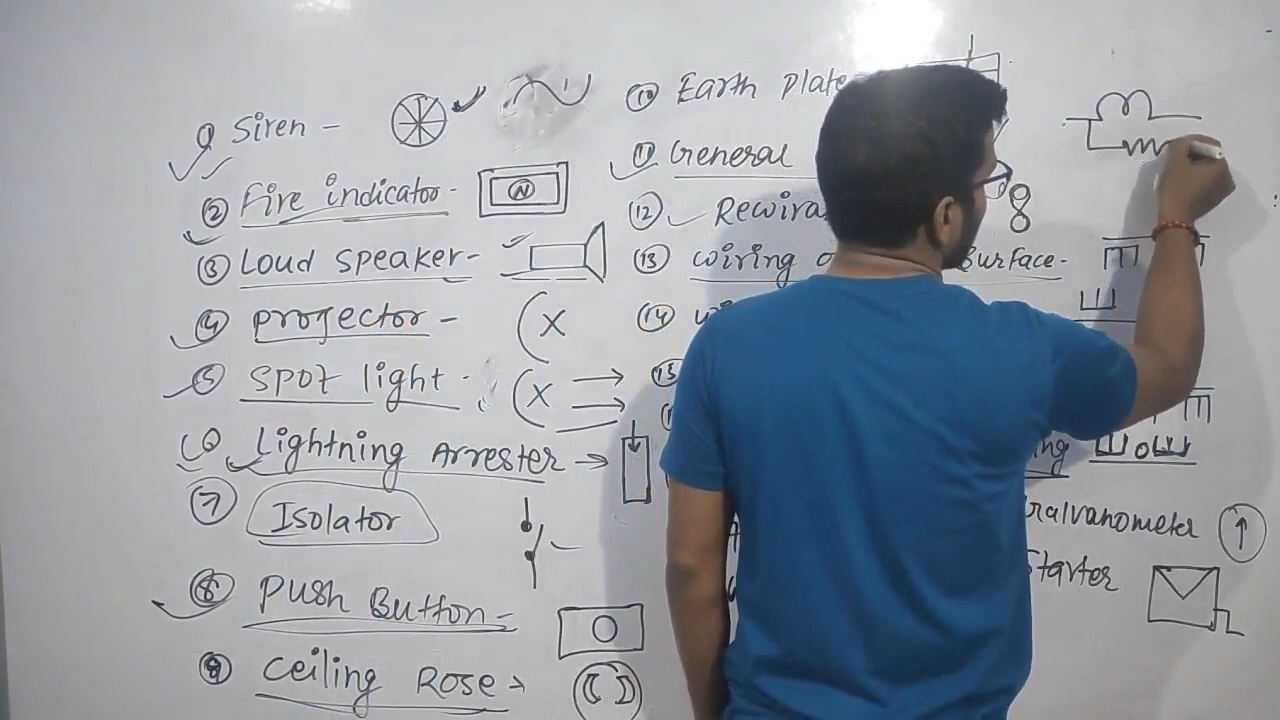 ① Siren -
② Fire indicator -
N
③ Loud speaker -
④ projector -
X
⑤ SPOT light -
X
⑥ Lightning Arrester →
⑦ Isolator
⑧ Push Button -
⑨ Ceiling Rose →
⑩ Earth Plate
⑪ General
⑫ Rewira
⑬ wiring o Surface -
⑭
⑮
ng
Galvanometer
Starter